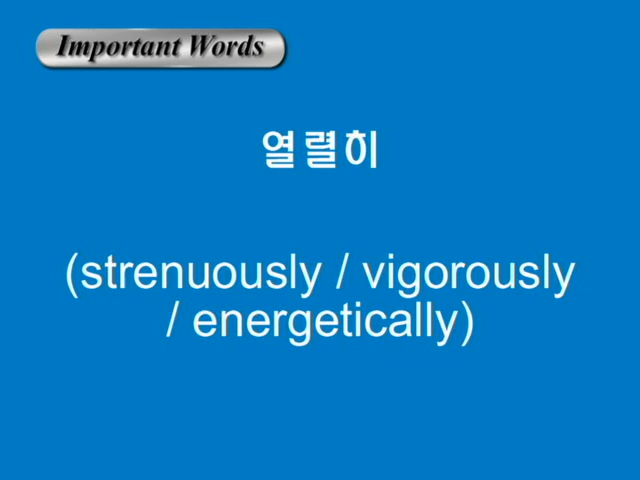 Important Words
열렬히
(strenuously / vigorously
/ energetically)